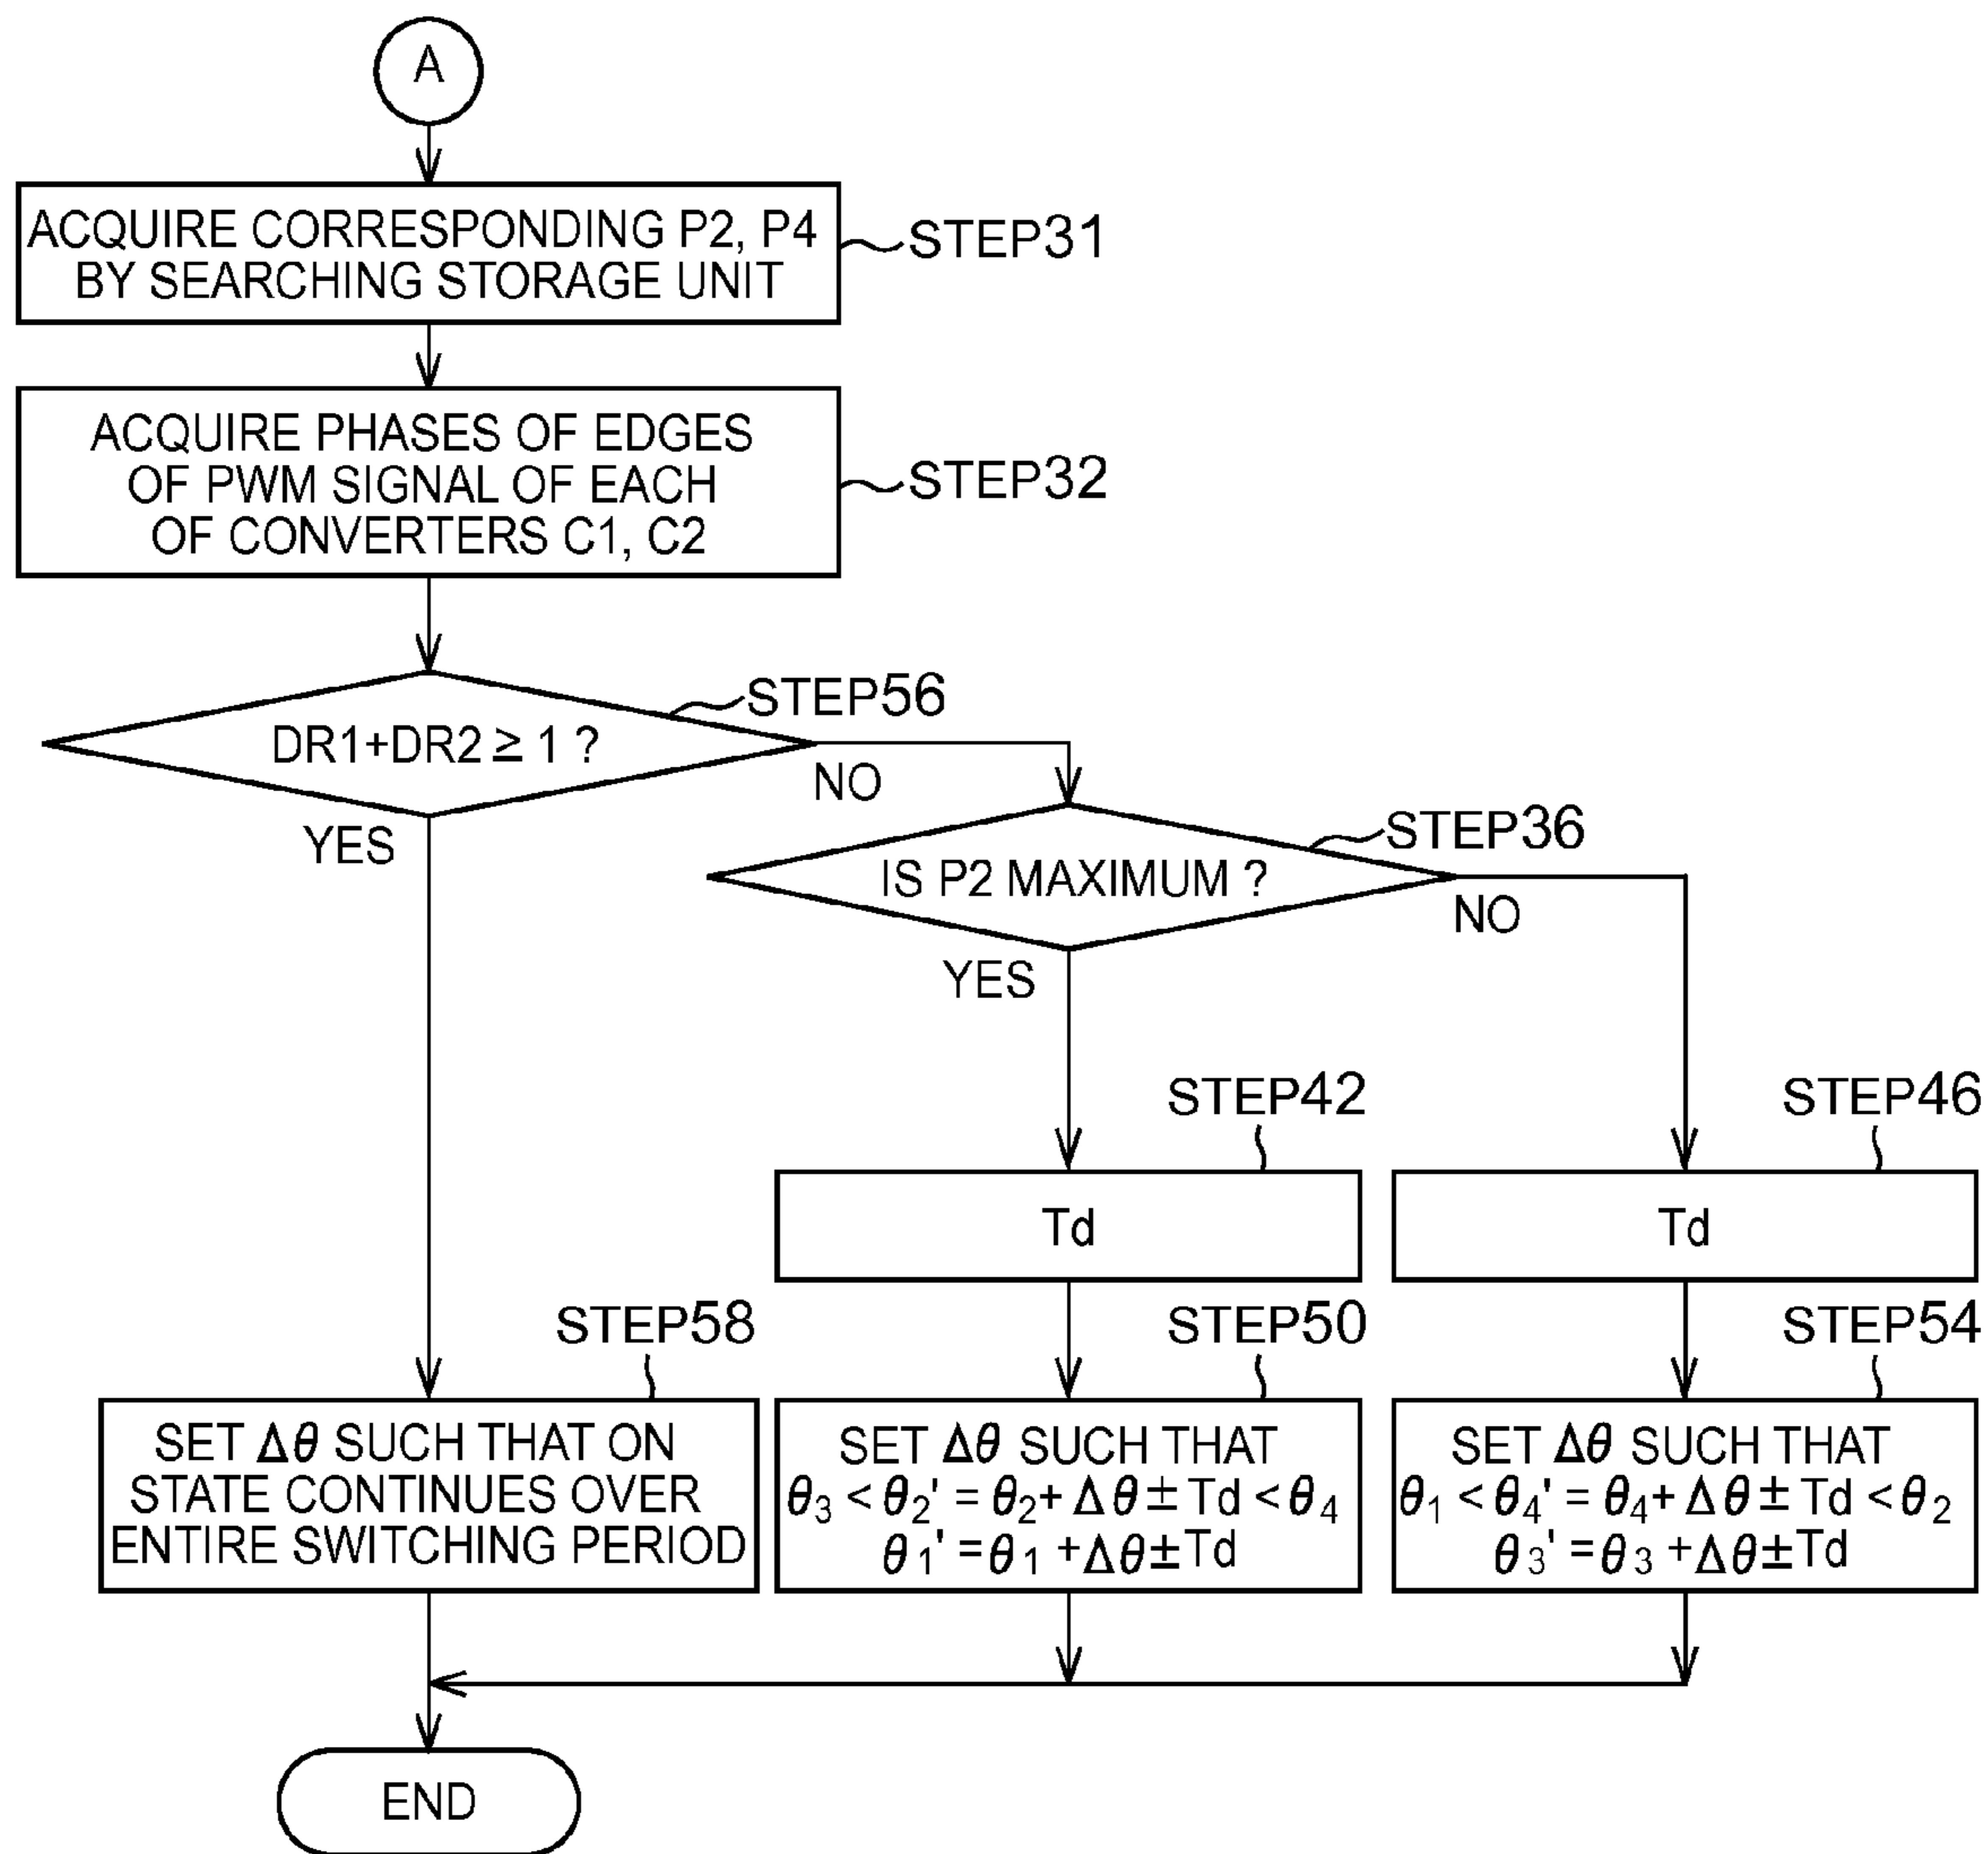 A
ACQUIRE CORRESPONDING P2, P4
BY SEARCHING STORAGE UNIT
STEP31
ACQUIRE PHASES OF EDGES
OF PWM SIGNAL OF EACH
OF CONVERTERS C1, C2
STEP32
STEP56
DR1+DR2 ≥ 1 ?
NO
YES
STEP36
IS P2 MAXIMUM ?
NO
YES
STEP42
Td
STEP46
Td
STEP58
SET Δθ SUCH THAT ON
STATE CONTINUES OVER
ENTIRE SWITCHING PERIOD
STEP50
SET Δθ SUCH THAT
θ₃ < θ₂' = θ₂+ Δθ ± Td < θ₄
θ₁' = θ₁ + Δθ ± Td
STEP54
SET Δθ SUCH THAT
θ₁ < θ₄' = θ₄+ Δθ ± Td < θ₂
θ₃' = θ₃ + Δθ ± Td
END